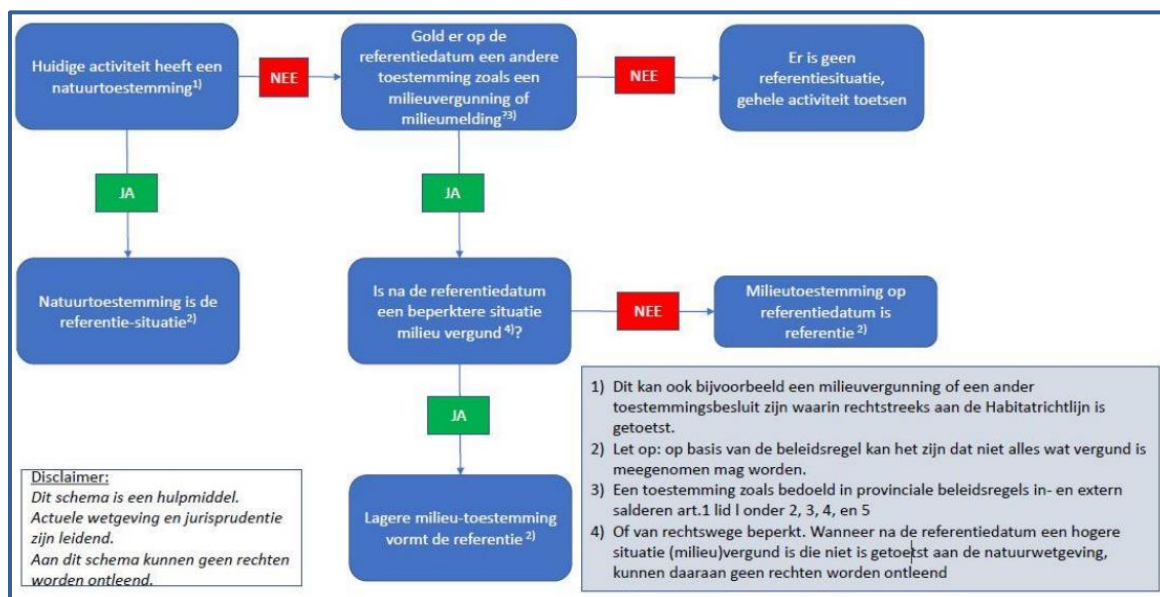 Huidige activiteit heeft een
natuurtoestemming1)
NEE
Gold er op de
referentiedatum een andere
toestemming zoals een
milieuvergunning of
milieumelding?3)
NEE
Er is geen
referentiesituatie,
gehele activiteit toetsen
JA
JA
Natuurtoestemming is de
referentie-situatie2)
Is na de referentiedatum
een beperktere situatie
milieu vergund 4)?
NEE
Milieutoestemming op
referentiedatum is
referentie 2)
JA
Lagere milieu-toestemming
vormt de referentie 2)
Disclaimer:
Dit schema is een hulpmiddel.
Actuele wetgeving en jurisprudentie
zijn leidend.
Aan dit schema kunnen geen rechten
worden ontleend.
1) Dit kan ook bijvoorbeeld een milieuvergunning of een ander
toestemmingsbesluit zijn waarin rechtstreeks aan de Habitatrichtlijn is
getoetst.
2) Let op: op basis van de beleidsregel kan het zijn dat niet alles wat vergund is
meegenomen mag worden.
3) Een toestemming zoals bedoeld in provinciale beleidsregels in- en extern
salderen art.1 lid l onder 2, 3, 4, en 5
4) Of van rechtswege beperkt. Wanneer na de referentiedatum een hogere
situatie (milieu)vergund is die niet is getoetst aan de natuurwetgeving,
kunnen daaraan geen rechten worden ontleend